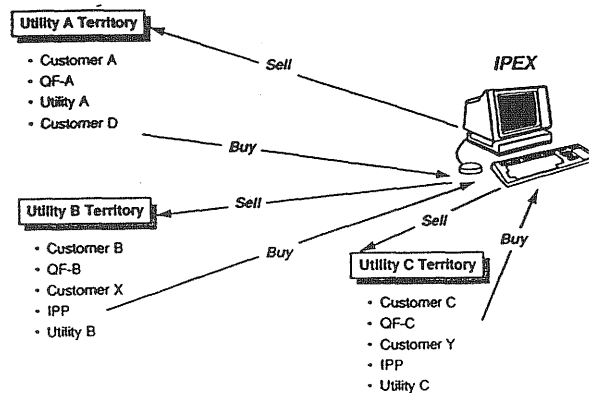 Utility A Territory
• Customer A
• QF-A
• Utility A
• Customer D
IPEX
Sell
Buy
Utility B Territory
• Customer B
• QF-B
• Customer X
• IPP
• Utility B
Sell
Buy
Utility C Territory
• Customer C
• QF-C
• Customer Y
• IPP
• Utility C
Sell
Buy